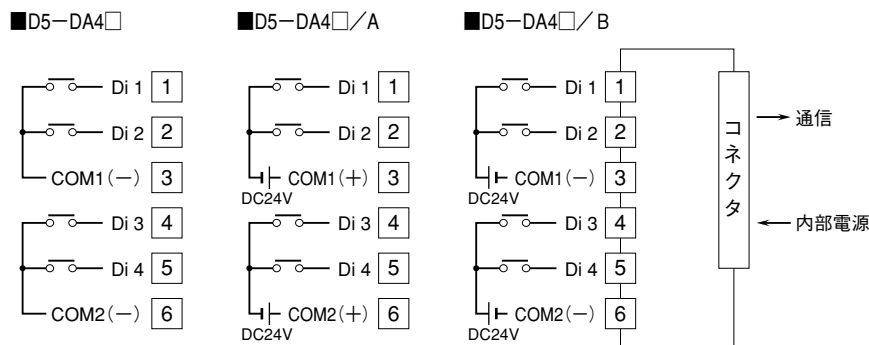 ■D5−DA4□
Di 1 1
Di 2 2
COM1(−) 3
Di 3 4
Di 4 5
COM2(−) 6
■D5−DA4□／A
Di 1 1
Di 2 2
COM1(+) 3
DC24V
Di 3 4
Di 4 5
COM2(+) 6
DC24V
■D5−DA4□／B
Di 1 1
Di 2 2
COM1(−) 3
DC24V
Di 3 4
Di 4 5
COM2(−) 6
DC24V
コネクタ
通信
内部電源